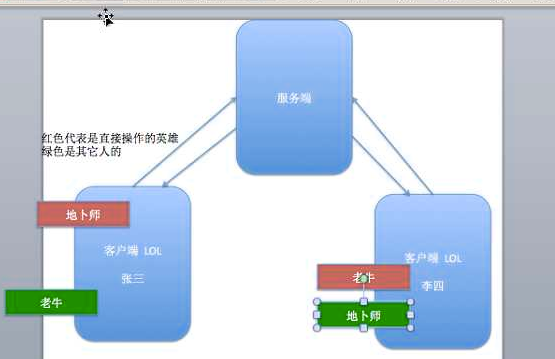 服务端
红色代表是直接操作的英雄
绿色是其它人的
地卜师
客户端 LOL
张三
老牛
客户端 LOL
老牛
李四
地卜师